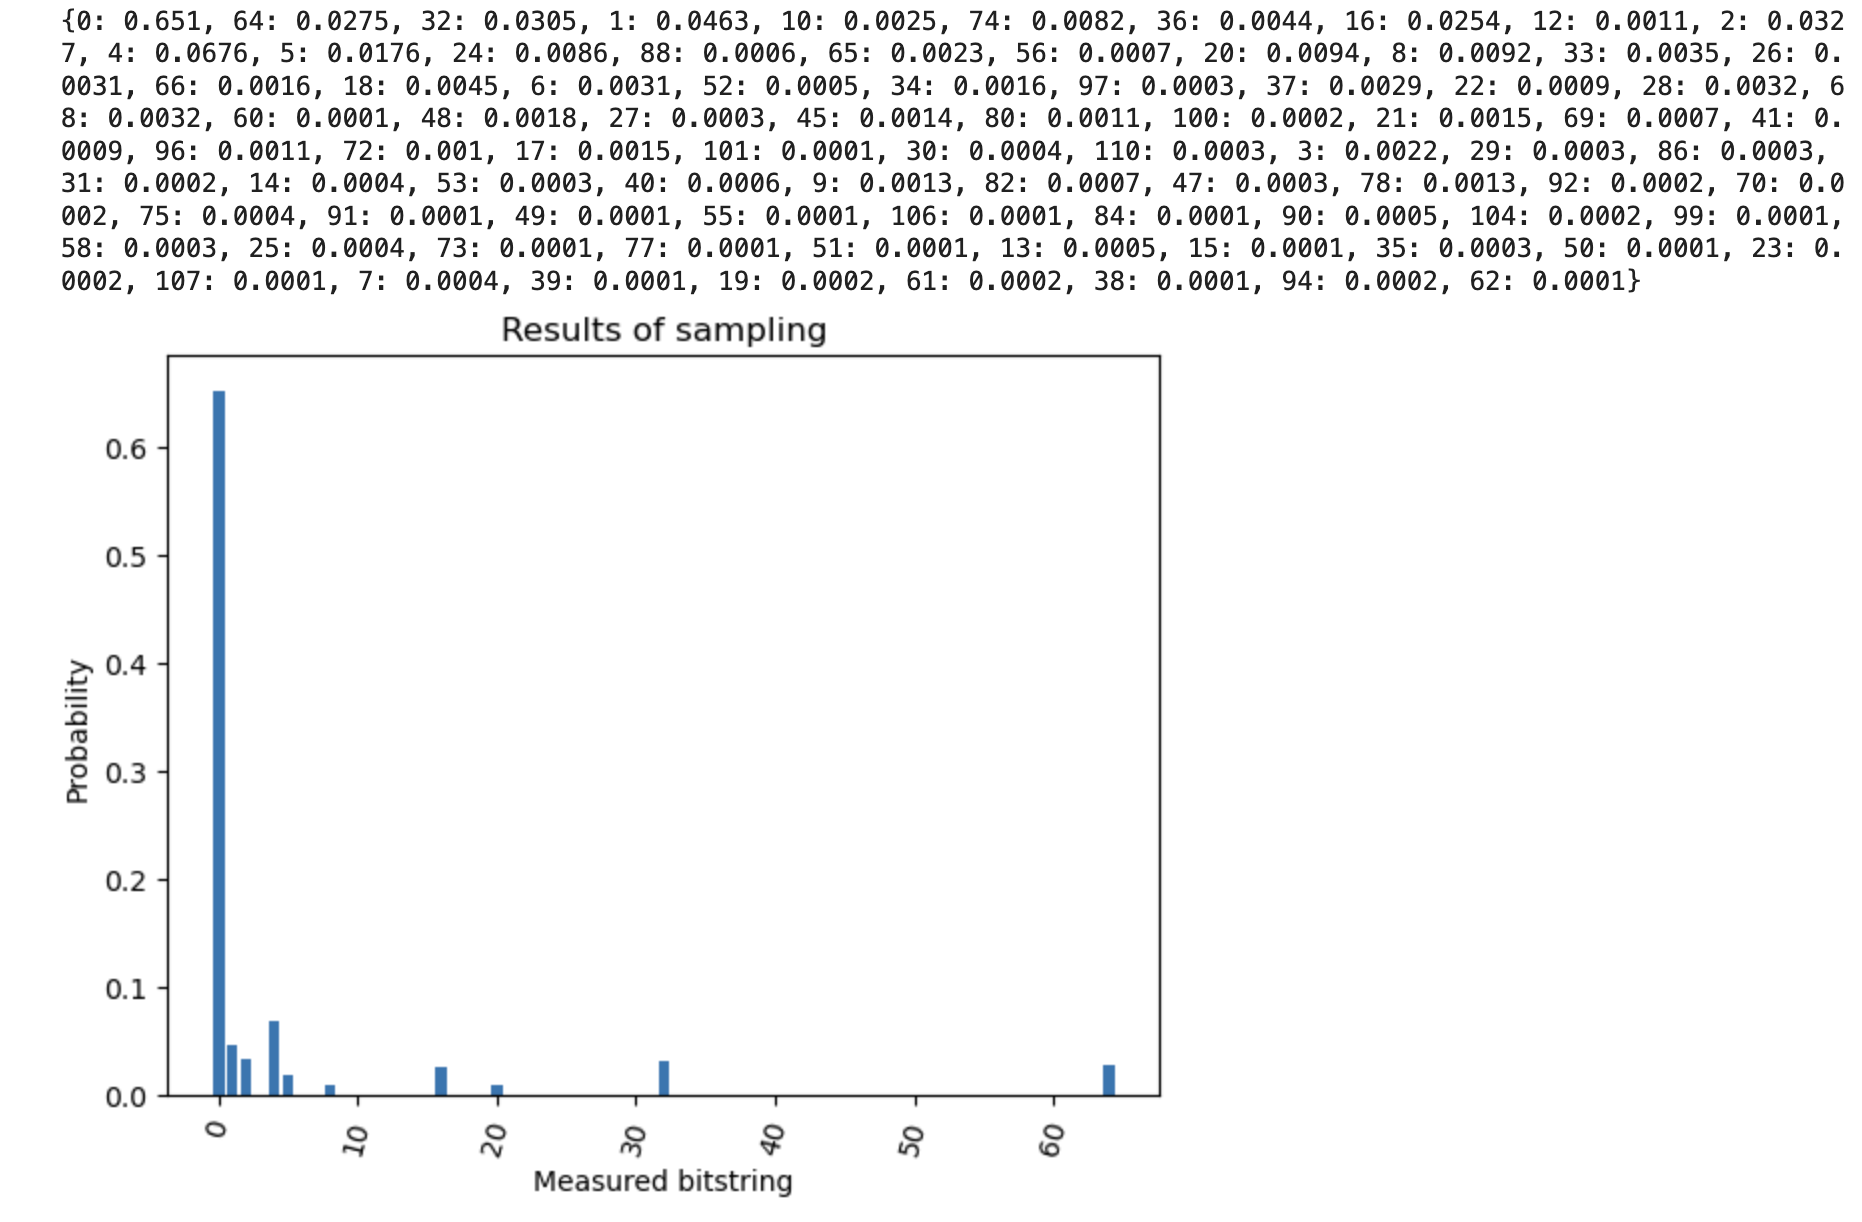 {0: 0.651, 64: 0.0275, 32: 0.0305, 1: 0.0463, 10: 0.0025, 74: 0.0082, 36: 0.0044, 16: 0.0254, 12: 0.0011, 2: 0.032
7, 4: 0.0676, 5: 0.0176, 24: 0.0086, 88: 0.0006, 65: 0.0023, 56: 0.0007, 20: 0.0094, 8: 0.0092, 33: 0.0035, 26: 0.
0031, 66: 0.0016, 18: 0.0045, 6: 0.0031, 52: 0.0005, 34: 0.0016, 97: 0.0003, 37: 0.0029, 22: 0.0009, 28: 0.0032, 6
8: 0.0032, 60: 0.0001, 48: 0.0018, 27: 0.0003, 45: 0.0014, 80: 0.0011, 100: 0.0002, 21: 0.0015, 69: 0.0007, 41: 0.
0009, 96: 0.0011, 72: 0.001, 17: 0.0015, 101: 0.0001, 30: 0.0004, 110: 0.0003, 3: 0.0022, 29: 0.0003, 86: 0.0003,
31: 0.0002, 14: 0.0004, 53: 0.0003, 40: 0.0006, 9: 0.0013, 82: 0.0007, 47: 0.0003, 78: 0.0013, 92: 0.0002, 70: 0.0
002, 75: 0.0004, 91: 0.0001, 49: 0.0001, 55: 0.0001, 106: 0.0001, 84: 0.0001, 90: 0.0005, 104: 0.0002, 99: 0.0001,
58: 0.0003, 25: 0.0004, 73: 0.0001, 77: 0.0001, 51: 0.0001, 13: 0.0005, 15: 0.0001, 35: 0.0003, 50: 0.0001, 23: 0.
0002, 107: 0.0001, 7: 0.0004, 39: 0.0001, 19: 0.0002, 61: 0.0002, 38: 0.0001, 94: 0.0002, 62: 0.0001}
Results of sampling
Probability
0.6
0.5
0.4
0.3
0.2
0.1
0.0
0 10 20 30 40 50 60
Measured bitstring